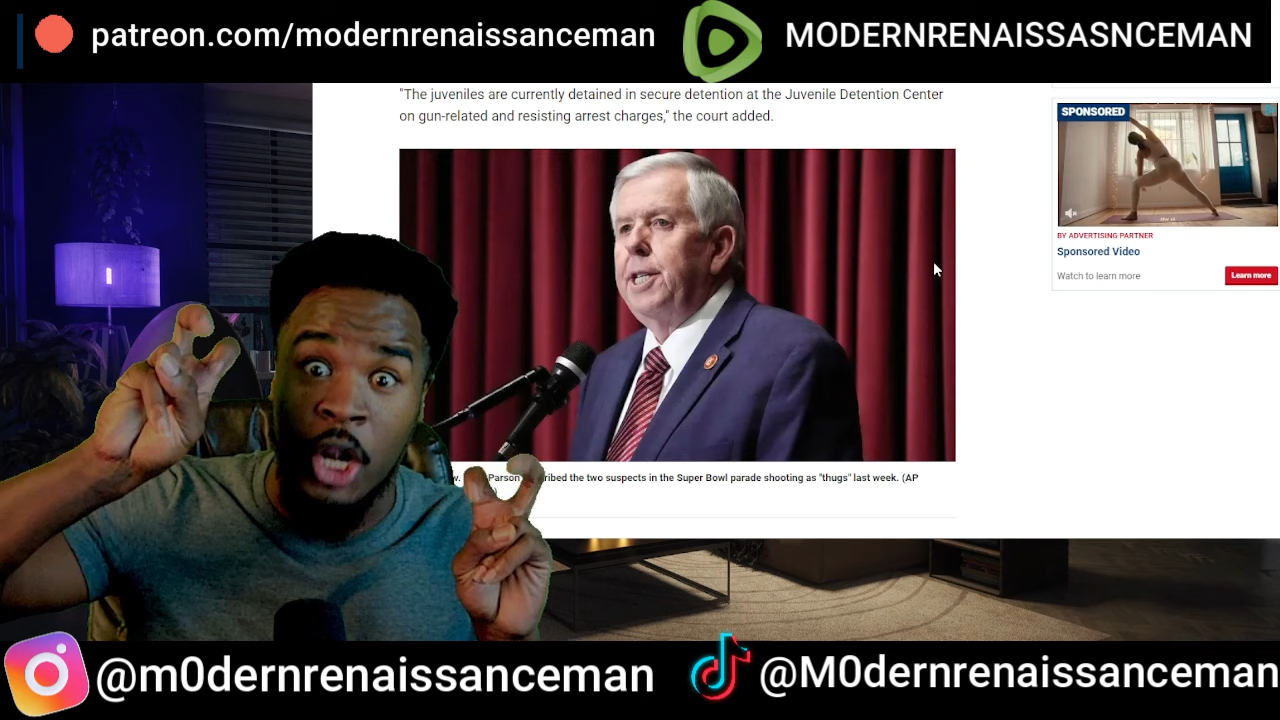 patreon.com/modernrenaissanceman
MODERNRENAISSASNCEMAN
"The juveniles are currently detained in secure detention at the Juvenile Detention Center
on gun-related and resisting arrest charges," the court added.
SPONSORED
BY ADVERTISING PARTNER
Sponsored Video
Watch to learn more
Learn more
Parson
the two suspects in the Super Bowl parade shooting as "thugs" last week. (AP
@m0dernrenaissanceman
@M0dernrenaissanceman